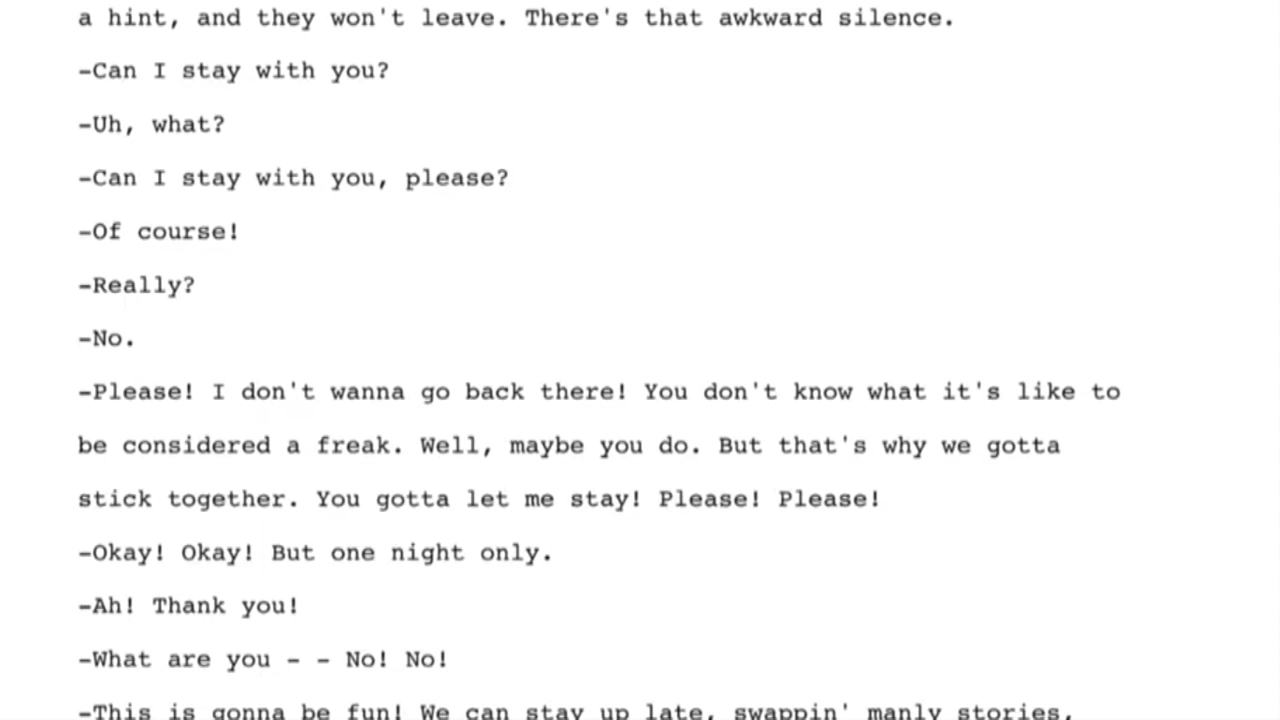 a hint, and they won't leave. There's that awkward silence.
-Can I stay with you?
-Uh, what?
-Can I stay with you, please?
-Of course!
-Really?
-No.
-Please! I don't wanna go back there! You don't know what it's like to
be considered a freak. Well, maybe you do. But that's why we gotta
stick together. You gotta let me stay! Please! Please!
-Okay! Okay! But one night only.
-Ah! Thank you!
-What are you - - No! No!
-This is gonna be fun! We can stay up late, swappin' manly stories,